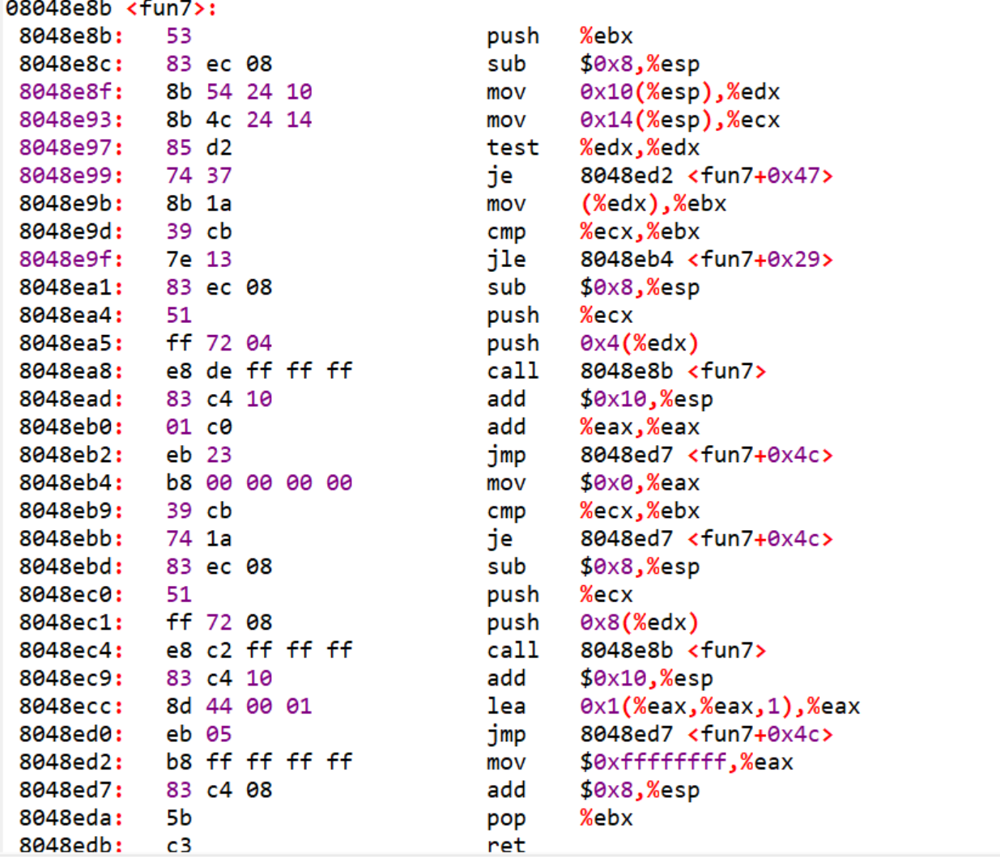 08048e8b <fun7>:
8048e8b: 53 push %ebx
8048e8c: 83 ec 08 sub $0x8,%esp
8048e8f: 8b 54 24 10 mov 0x10(%esp),%edx
8048e93: 8b 4c 24 14 mov 0x14(%esp),%ecx
8048e97: 85 d2 test %edx,%edx
8048e99: 74 37 je 8048ed2 <fun7+0x47>
8048e9b: 8b 1a mov (%edx),%ebx
8048e9d: 39 cb cmp %ecx,%ebx
8048e9f: 7e 13 jle 8048eb4 <fun7+0x29>
8048ea1: 83 ec 08 sub $0x8,%esp
8048ea4: 51 push %ecx
8048ea5: ff 72 04 push 0x4(%edx)
8048ea8: e8 de ff ff ff call 8048e8b <fun7>
8048ead: 83 c4 10 add $0x10,%esp
8048eb0: 01 c0 add %eax,%eax
8048eb2: eb 23 jmp 8048ed7 <fun7+0x4c>
8048eb4: b8 00 00 00 00 mov $0x0,%eax
8048eb9: 39 cb cmp %ecx,%ebx
8048ebb: 74 1a je 8048ed7 <fun7+0x4c>
8048ebd: 83 ec 08 sub $0x8,%esp
8048ec0: 51 push %ecx
8048ec1: ff 72 08 push 0x8(%edx)
8048ec4: e8 c2 ff ff ff call 8048e8b <fun7>
8048ec9: 83 c4 10 add $0x10,%esp
8048ecc: 8d 44 00 01 lea 0x1(%eax,%eax,1),%eax
8048ed0: eb 05 jmp 8048ed7 <fun7+0x4c>
8048ed2: b8 ff ff ff ff mov $0xffffffff,%eax
8048ed7: 83 c4 08 add $0x8,%esp
8048eda: 5b pop %ebx
8048edb: c3 ret